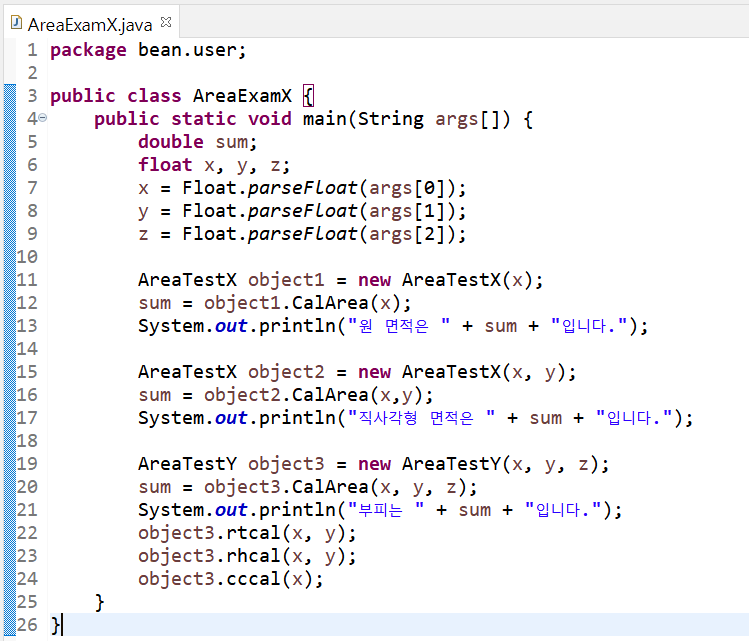 AreaExamX.java
1 package bean.user;
2
3 public class AreaExamX {
4     public static void main(String args[]) {
5         double sum;
6         float x, y, z;
7         x = Float.parseFloat(args[0]);
8         y = Float.parseFloat(args[1]);
9         z = Float.parseFloat(args[2]);
10
11         AreaTestX object1 = new AreaTestX(x);
12         sum = object1.CalArea(x);
13         System.out.println("원 면적은 " + sum + "입니다.");
14
15         AreaTestX object2 = new AreaTestX(x, y);
16         sum = object2.CalArea(x,y);
17         System.out.println("직사각형 면적은 " + sum + "입니다.");
18
19         AreaTestY object3 = new AreaTestY(x, y, z);
20         sum = object3.CalArea(x, y, z);
21         System.out.println("부피는 " + sum + "입니다.");
22         object3.rtcal(x, y);
23         object3.rhcal(x, y);
24         object3.cccal(x);
25     }
26 }